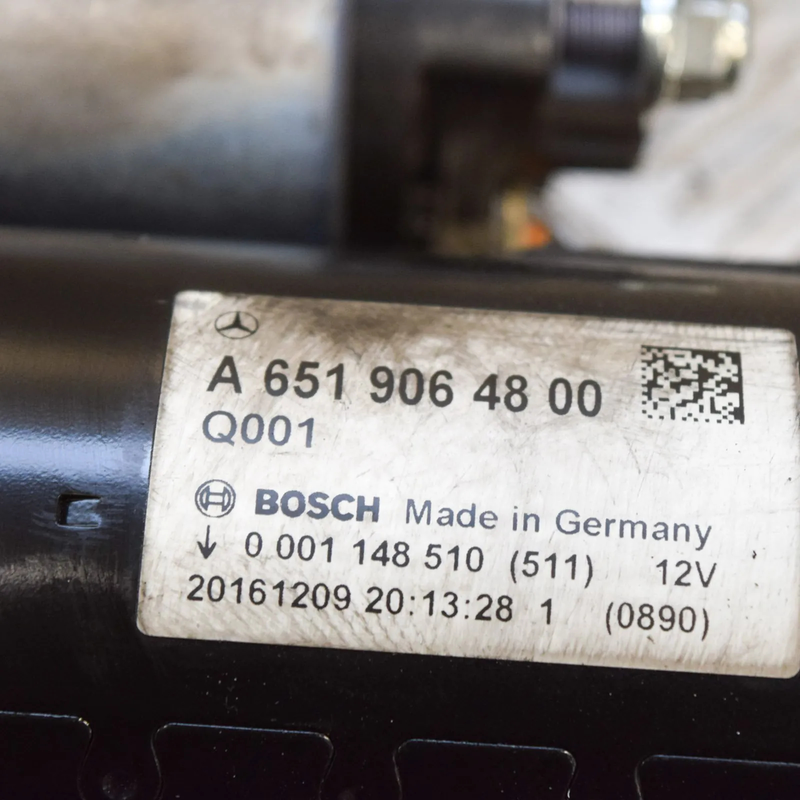 A 651 906 48 00
Q001
BOSCH Made in Germany
↓ 0 001 148 510 (511) 12V
20161209 20:13:28 1 (0890)